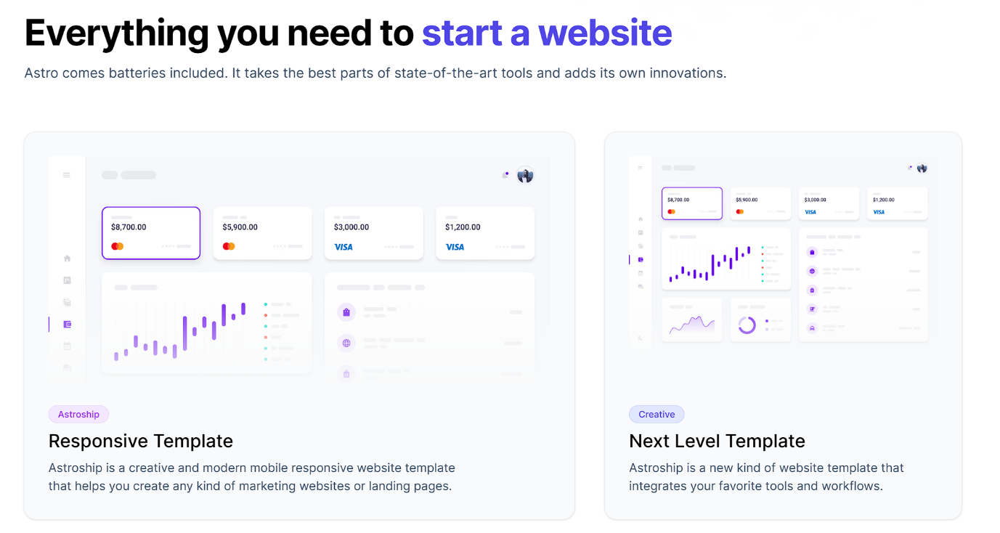 Everything you need to start a website
Astro comes batteries included. It takes the best parts of state-of-the-art tools and adds its own innovations.
$8,700.00
$5,900.00
$3,000.00
$1,200.00
VISA
VISA
Astroship
Responsive Template
Astroship is a creative and modern mobile responsive website template
that helps you create any kind of marketing websites or landing pages.
$8,700.00
$5,900.00
$3,000.00
$1,200.00
VISA
VISA
Creative
Next Level Template
Astroship is a new kind of website template that
integrates your favorite tools and workflows.